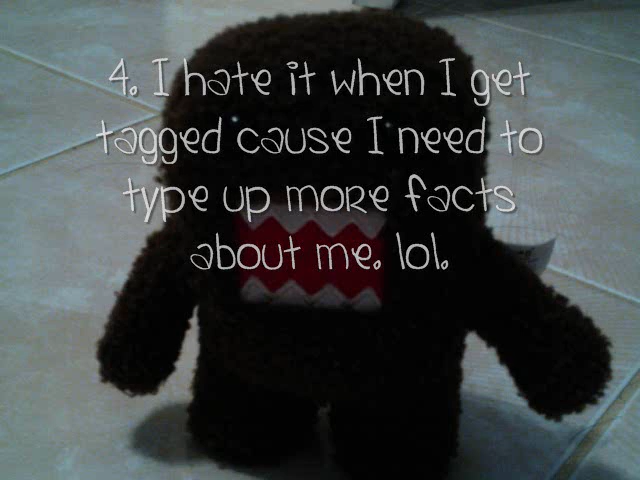 4. I hate it when I get
tagged cause I need to
type up more facts
about me. lol.